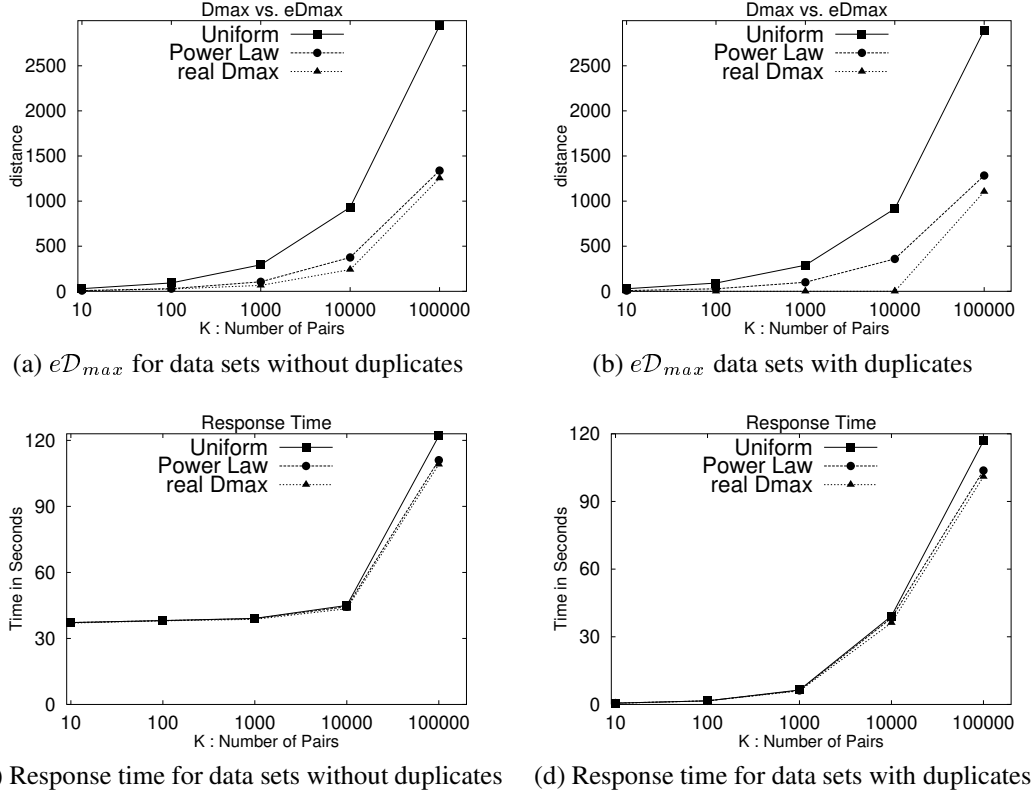 Dmax vs. eDmax
Uniform
Power Law
real Dmax
distance
2500
2000
1500
1000
500
0
10 100 1000 10000 100000
K : Number of Pairs
(a) eD_max for data sets without duplicates
Dmax vs. eDmax
Uniform
Power Law
real Dmax
distance
2500
2000
1500
1000
500
0
10 100 1000 10000 100000
K : Number of Pairs
(b) eD_max data sets with duplicates
Response Time
Uniform
Power Law
real Dmax
Time in Seconds
120
90
60
30
0
10 100 1000 10000 100000
K : Number of Pairs
) Response time for data sets without duplicates
Response Time
Uniform
Power Law
real Dmax
Time in Seconds
120
90
60
30
0
10 100 1000 10000 100000
K : Number of Pairs
(d) Response time for data sets with duplicates